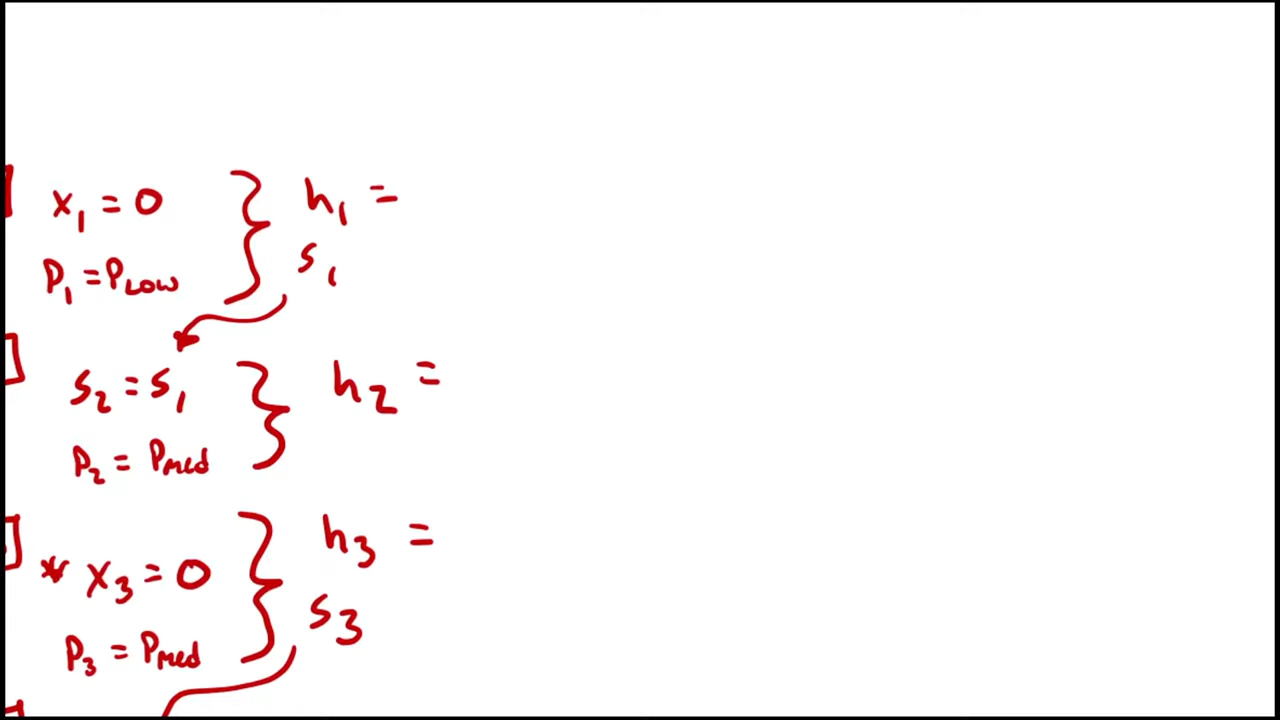 x₁ = 0
h₁ =
P₁ = PLOW
s₁
s₂ = s₁
h₂ =
P₂ = Pmed
h₃ =
* x₃ = 0
s₃
P₃ = Pmed